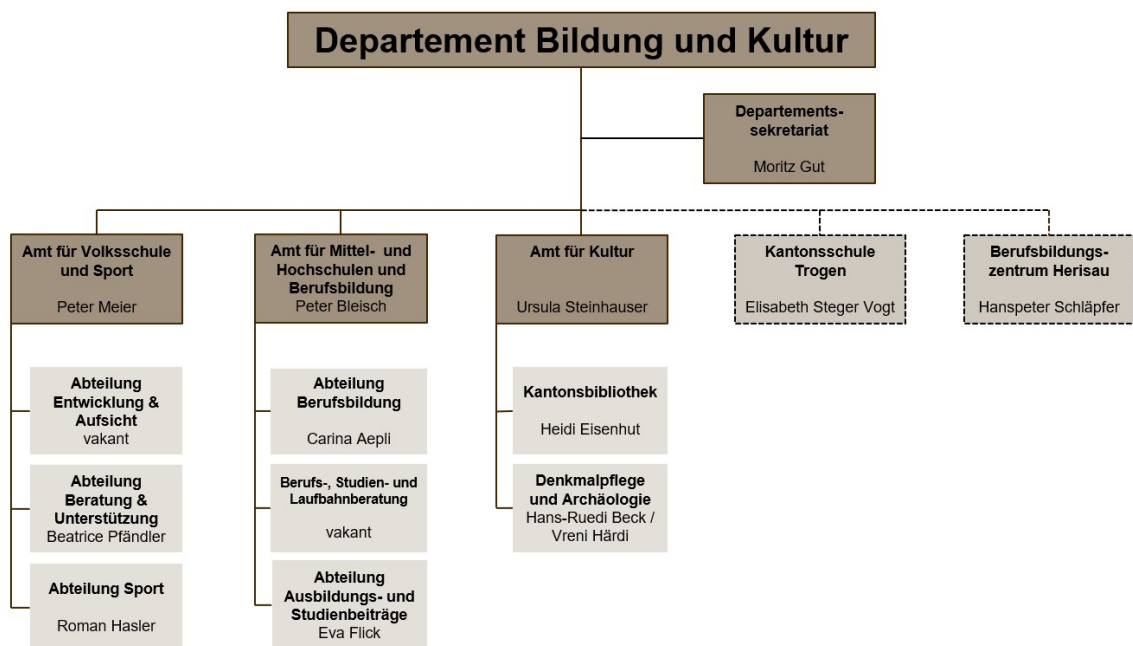 Departement Bildung und Kultur
Departements-
sekretariat
Moritz Gut
Amt für Volksschule
und Sport
Peter Meier
Amt für Mittel- und
Hochschulen und
Berufsbildung
Peter Bleisch
Amt für Kultur
Ursula Steinhauser
Kantonsschule
Trogen
Elisabeth Steger Vogt
Berufsbildungs-
zentrum Herisau
Hanspeter Schläpfer
Abteilung
Entwicklung &
Aufsicht
vakant
Abteilung
Beratung &
Unterstützung
Beatrice Pfändler
Abteilung Sport
Roman Hasler
Abteilung
Berufsbildung
Carina Aepli
Berufs-, Studien- und
Laufbahnberatung
vakant
Abteilung
Ausbildungs- und
Studienbeiträge
Eva Flick
Kantonsbibliothek
Heidi Eisenhut
Denkmalpflege
und Archäologie
Hans-Ruedi Beck /
Vreni Härdi